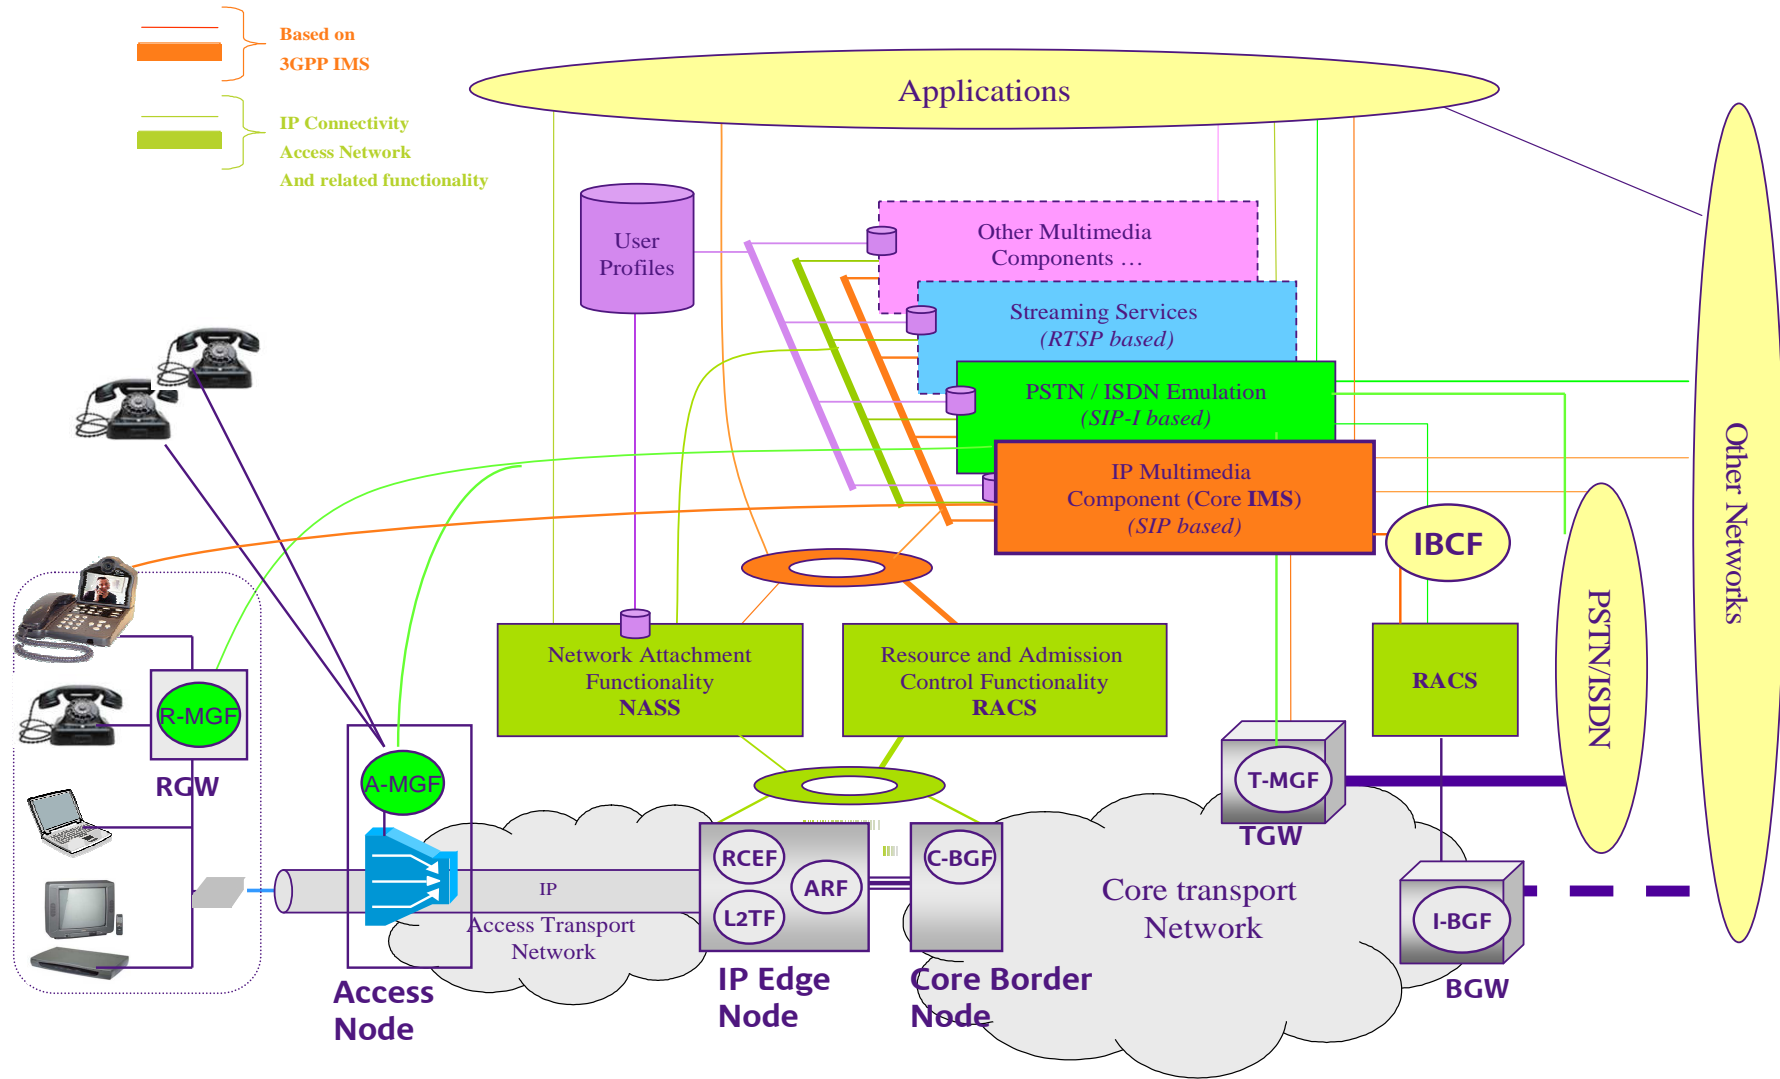 Based on
3GPP IMS
IP Connectivity
Access Network
And related functionality
Applications
User
Profiles
Other Multimedia
Components …
Streaming Services
(RTSP based)
PSTN / ISDN Emulation
(SIP-I based)
IP Multimedia
Component (Core IMS)
(SIP based)
IBCF
Other Networks
PSTN/ISDN
Network Attachment
Functionality
NASS
Resource and Admission
Control Functionality
RACS
RACS
R-MGF
RGW
A-MGF
T-MGF
TGW
RCEF
ARF
L2TF
C-BGF
IP
Access Transport
Network
Core transport
Network
I-BGF
BGW
Access
Node
IP Edge
Node
Core Border
Node